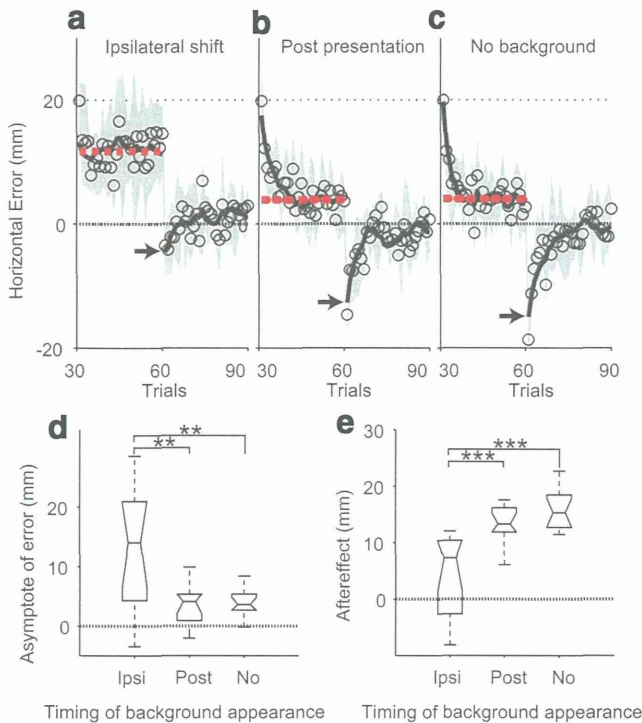 a
b
c
Ipsilateral shift
Post presentation
No background
Horizontal Error (mm)
20
0
-20
30
60
90
30
60
90
30
60
90
Trials
Trials
Trials
d
e
Asymptote of error (mm)
20
10
0
**
**
Ipsi
Post
No
Timing of background appearance
Aftereffect (mm)
30
20
10
0
***
***
Ipsi
Post
No
Timing of background appearance